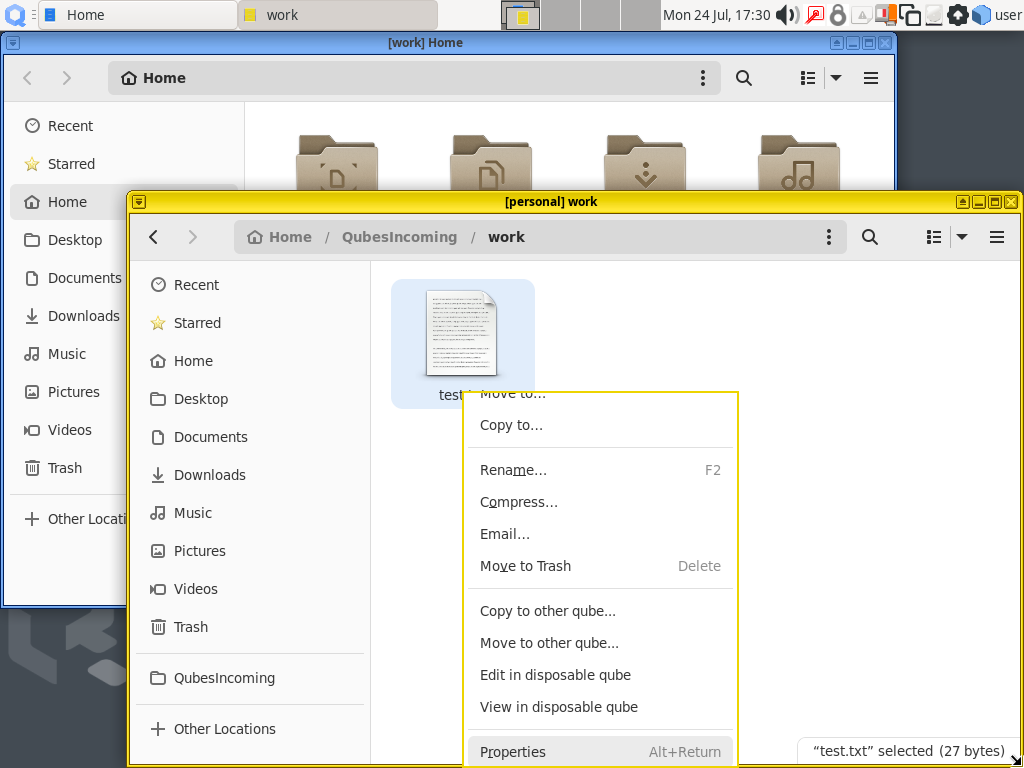 Home
work
Mon 24 Jul, 17:30
user
[work] Home
Home
Recent
Starred
Home
Desktop
Documents
Downloads
Music
Pictures
Videos
Trash
Other Locati
[personal] work
Home / QubesIncoming / work
Recent
Starred
Home
Desktop
Documents
Downloads
Music
Pictures
Videos
Trash
QubesIncoming
Other Locations
test
Move to...
Copy to...
Rename... F2
Compress...
Email...
Move to Trash Delete
Copy to other qube...
Move to other qube...
Edit in disposable qube
View in disposable qube
Properties Alt+Return
“test.txt” selected (27 bytes)